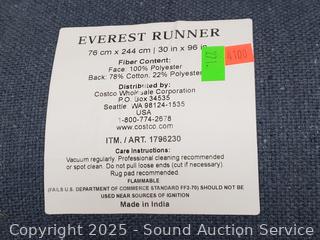 EVEREST RUNNER
76 cm x 244 cm | 30 in x 96 in
4100
Fiber Content:
Face: 100% Polyester
Back: 78% Cotton, 22% Polyester
Distributed by:
Costco Wholesale Corporation
P.O. Box 34535
Seattle, WA 98124-1535
USA
1-800-774-2678
www.costco.com
ITM. / ART. 1796230
Care Instructions:
Vacuum regularly. Professional cleaning recommended
or spot clean. Do not pull loose ends (cut if necessary).
Rug pad recommended.
FLAMMABLE
(FAILS U.S. DEPARTMENT OF COMMERCE STANDARD FF2-70) SHOULD NOT BE
USED NEAR SOURCES OF IGNITION
Made in India
Copyright 2025 - Sound Auction Service